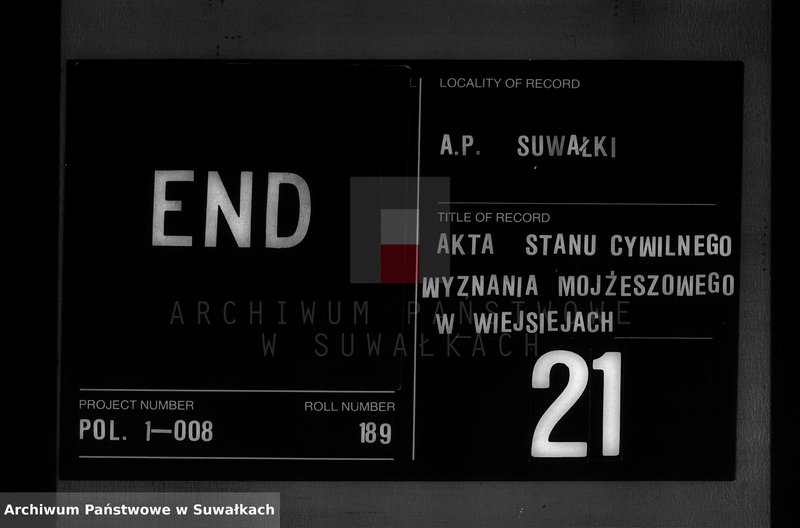 END
PROJECT NUMBER
POL. 1—008
ROLL NUMBER
189
LOCALITY OF RECORD
A.P. SUWAŁKI
TITLE OF RECORD
AKTA STANU CYWILNEGO
WYZNANIA MOJŻESZOWEGO
W WIEJSIEJACH
21
ARCHIWUM PAŃSTWOWE
W SUWAŁKACH
Archiwum Państwowe w Suwałkach